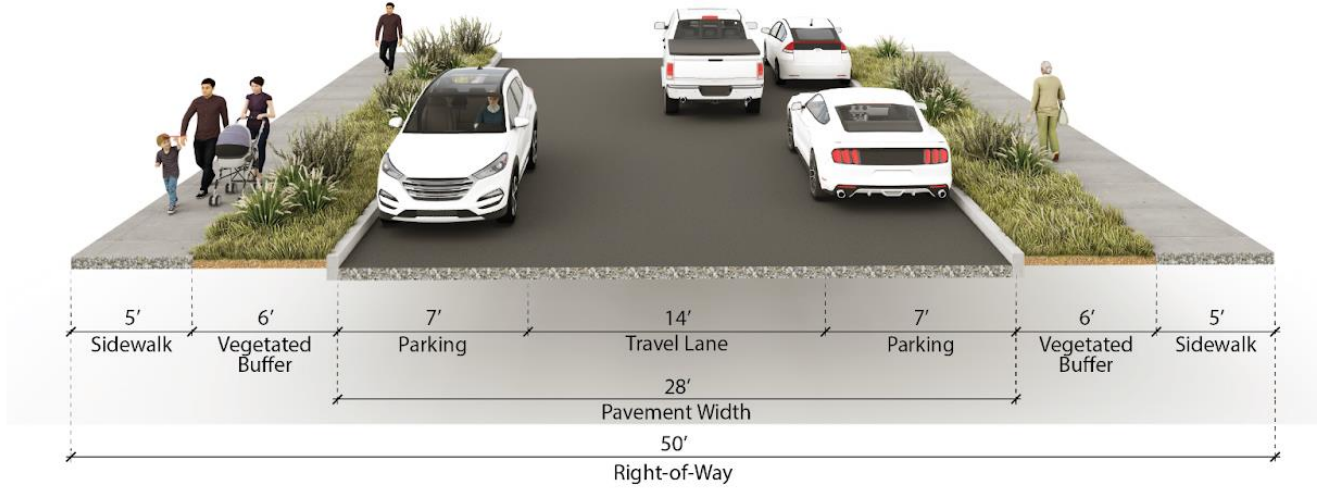 5’ 6’ 7’ 14’ 7’ 6’ 5’
Sidewalk Vegetated Parking Travel Lane Parking Vegetated Sidewalk
Buffer Buffer
28’
Pavement Width
50’
Right-of-Way